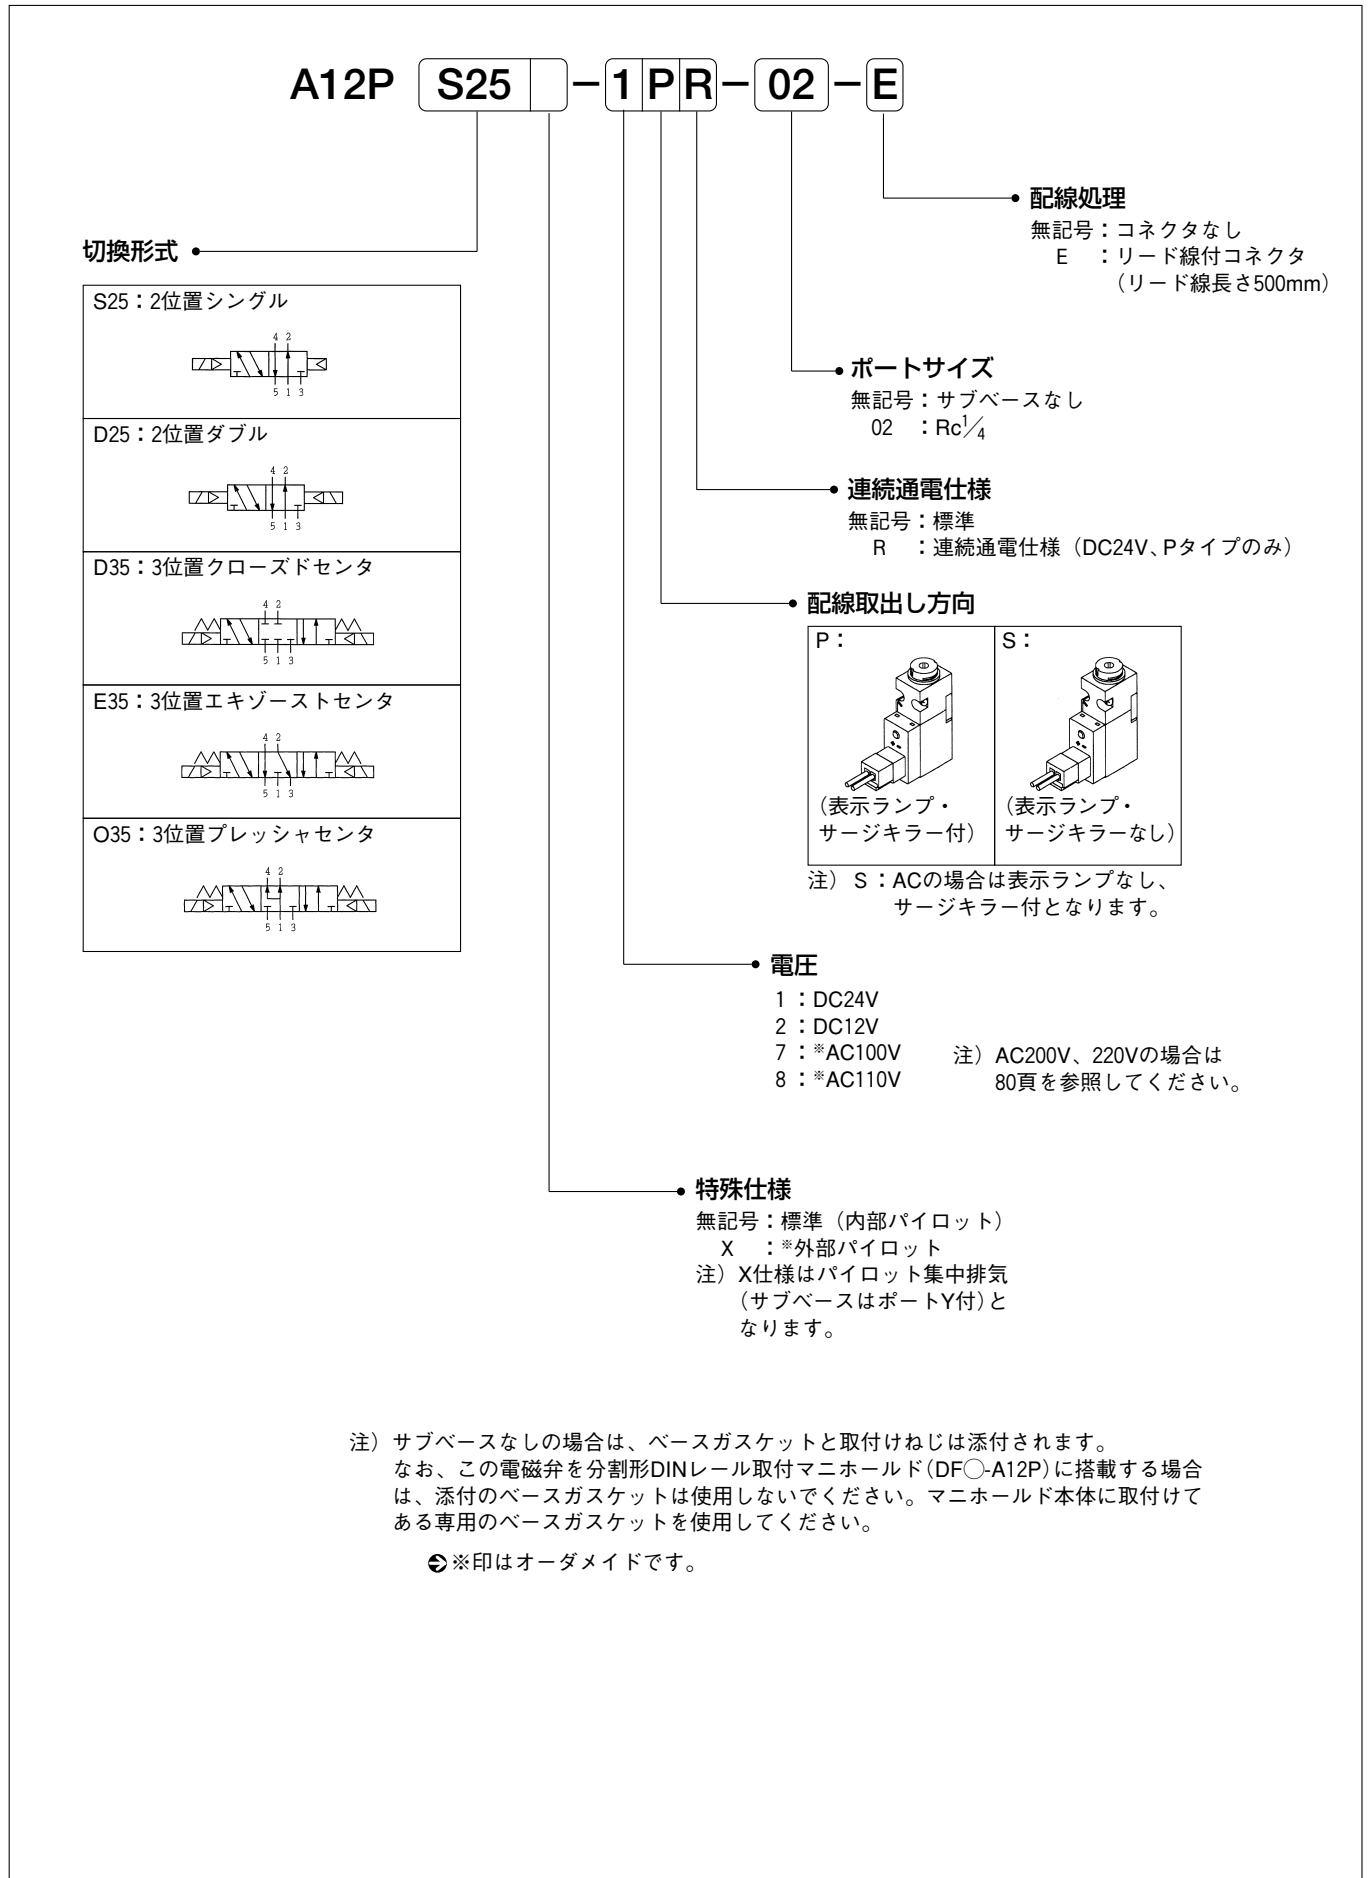 A12P S25 －1PR－02－E
配線処理
無記号：コネクタなし
E ：リード線付コネクタ
（リード線長さ500mm）
切換形式
S25：2位置シングル
4 2
5 1 3
D25：2位置ダブル
4 2
5 1 3
D35：3位置クローズドセンタ
4 2
5 1 3
E35：3位置エキゾーストセンタ
4 2
5 1 3
O35：3位置プレッシャセンタ
4 2
5 1 3
ポートサイズ
無記号：サブベースなし
02 ：Rc1/4
連続通電仕様
無記号：標準
R ：連続通電仕様（DC24V、Pタイプのみ）
配線取出し方向
P：
（表示ランプ・
サージキラー付）
S：
（表示ランプ・
サージキラーなし）
注）S：ACの場合は表示ランプなし、
サージキラー付となります。
電圧
1：DC24V
2：DC12V
7：※AC100V
8：※AC110V
注）AC200V、220Vの場合は
80頁を参照してください。
特殊仕様
無記号：標準（内部パイロット）
X ：※外部パイロット
注）X仕様はパイロット集中排気
（サブベースはポートY付）と
なります。
注）サブベースなしの場合は、ベースガスケットと取付けねじは添付されます。
なお、この電磁弁を分割形DINレール取付マニホールド（DF◯-A12P）に搭載する場合
は、添付のベースガスケットは使用しないでください。マニホールド本体に取付けて
ある専用のベースガスケットを使用してください。
※印はオーダメイドです。